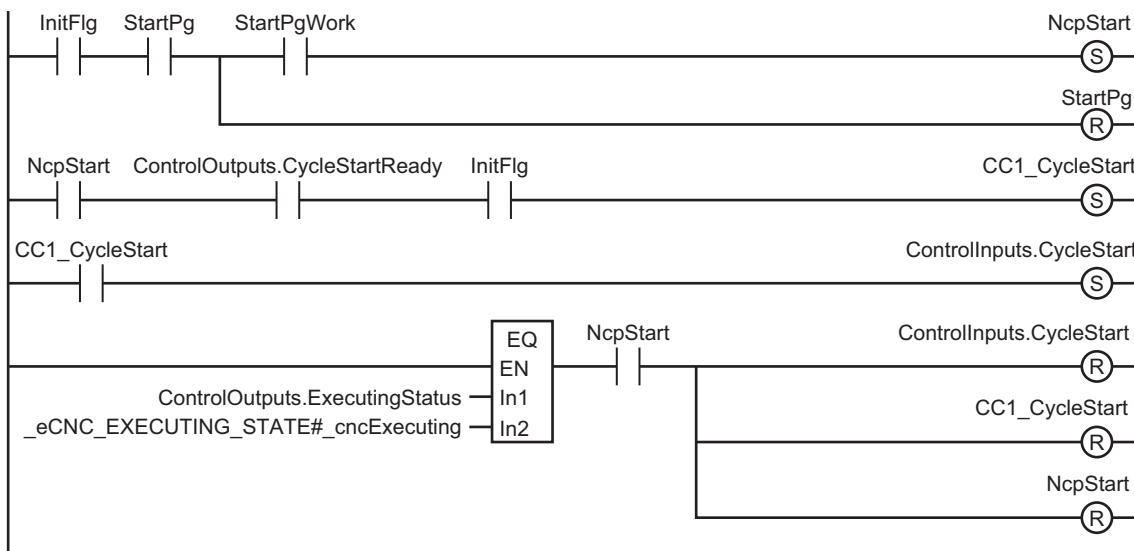 InitFlg StartPg StartPgWork NcpStart
S
StartPg
R
NcpStart ControlOutputs.CycleStartReady InitFlg CC1_CycleStart
S
CC1_CycleStart ControlInputs.CycleStart
S
EQ NcpStart ControlInputs.CycleStart
EN R
ControlOutputs.ExecutingStatus In1 CC1_CycleStart
_eCNC_EXECUTING_STATE#_cncExecuting In2 R
NcpStart
R